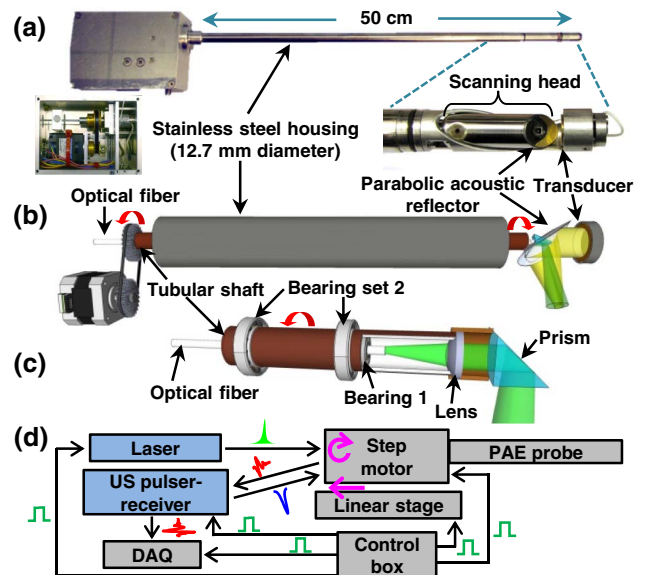 (a)
50 cm
Scanning head
Stainless steel housing
(12.7 mm diameter)
Parabolic acoustic
reflector
Transducer
(b)
Optical fiber
Tubular shaft
Bearing set 2
(c)
Prism
Optical fiber
Bearing 1
Lens
(d)
Laser
Step
motor
PAE probe
US pulser-
receiver
Linear stage
DAQ
Control
box